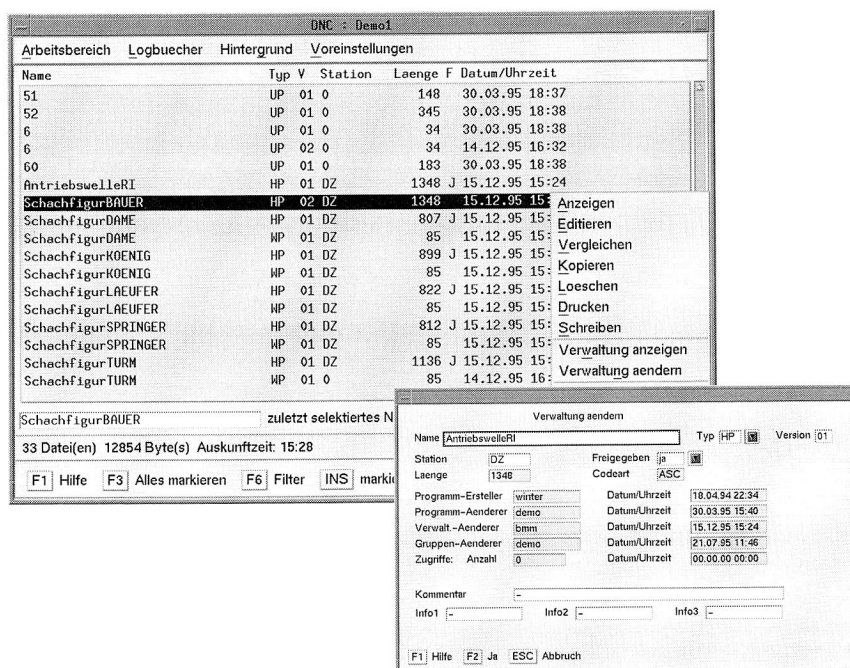 DNC : Demo1
Arbeitsbereich Logbuecher Hintergrund Voreinstellungen
Name Typ V Station Laenge F Datum/Uhrzeit
51 UP 01 0 148 30.03.95 18:37
52 UP 01 0 345 30.03.95 18:38
6 UP 01 0 34 30.03.95 18:38
6 UP 02 0 34 14.12.95 16:32
60 UP 01 0 183 30.03.95 18:38
AntriebswelleRI HP 01 DZ 1348 J 15.12.95 15:24
SchachfigurBAUER HP 02 DZ 1348 15.12.95 15:
SchachfigurDAME HP 01 DZ 807 J 15.12.95 15:
SchachfigurDAME WP 01 DZ 85 15.12.95 15:
SchachfigurKOENIG HP 01 DZ 899 J 15.12.95 15:
SchachfigurKOENIG WP 01 DZ 85 15.12.95 15:
SchachfigurLAEUFER HP 01 DZ 822 J 15.12.95 15:
SchachfigurLAEUFER WP 01 DZ 85 15.12.95 15:
SchachfigurSPRINGER HP 01 DZ 812 J 15.12.95 15:
SchachfigurSPRINGER WP 01 DZ 85 15.12.95 15:
SchachfigurTURM HP 01 DZ 1136 J 15.12.95 15:
SchachfigurTURM WP 01 0 85 14.12.95 16:
Anzeigen
Editieren
Vergleichen
Kopieren
Loeschen
Drucken
Schreiben
Verwaltung anzeigen
Verwaltung aendern
SchachfigurBAUER zuletzt selektiertes N
33 Datei(en) 12854 Byte(s) Auskunftzeit: 15:28
F1 Hilfe F3 Alles markieren F6 Filter INS markie
Verwaltung aendern
Name AntriebswelleRI Typ HP Version 01
Station DZ Freigegeben ja
Laenge 1348 Codeart ASC
Programm-Ersteller winter Datum/Uhrzeit 18.04.94 22:34
Programm-Aenderer demo Datum/Uhrzeit 30.03.95 15:40
Verwalt.-Aenderer bmm Datum/Uhrzeit 15.12.95 15:24
Gruppen-Aenderer demo Datum/Uhrzeit 21.07.95 11:46
Zugriffe: Anzahl 0 Datum/Uhrzeit 00.00.00 00:00
Kommentar -
Info1 - Info2 - Info3 -
F1 Hilfe F2 Ja ESC Abbruch